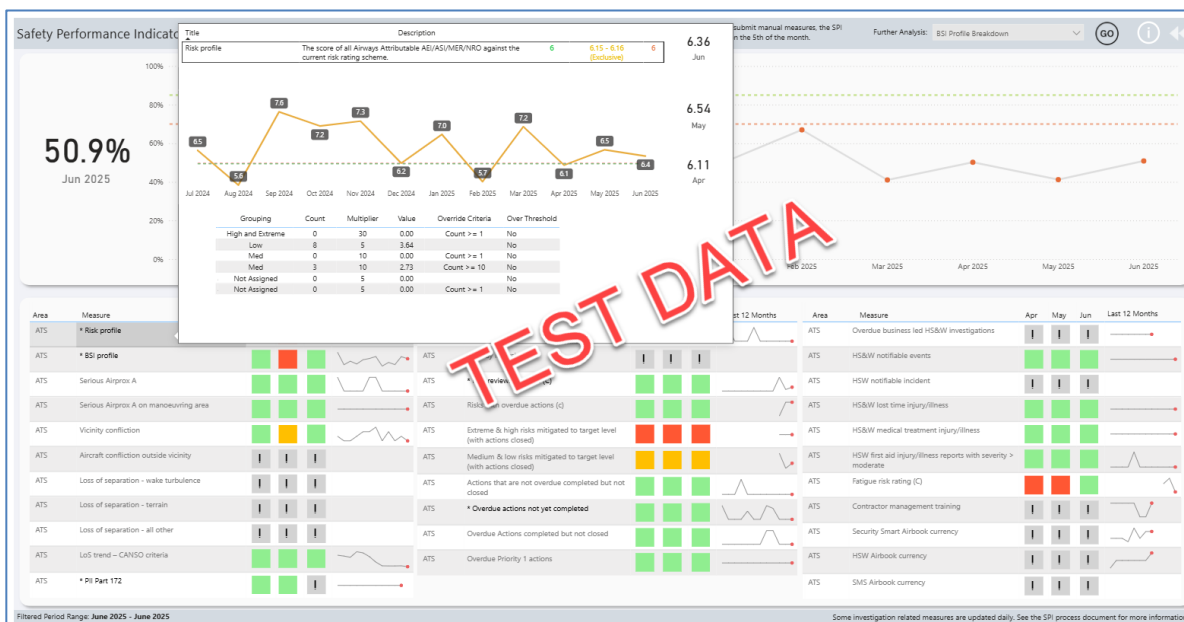 Safety Performance Indicator
submit manual measures, the SPI
n the 5th of the month.
Further Analysis: BSI Profile Breakdown
GO
i
Title Description
Risk profile The score of all Airways Attributable AEI/ASI/MER/NRO against the current risk rating scheme. 6 6.15 - 6.16 (Exclusive) 6
6.36
Jun
6.54
May
6.11
Apr
6.5 5.6 7.6 7.2 7.3 6.2 7.0 5.7 7.2 6.1 6.5 6.4
Jul 2024 Aug 2024 Sep 2024 Oct 2024 Nov 2024 Dec 2024 Jan 2025 Feb 2025 Mar 2025 Apr 2025 May 2025 Jun 2025
Grouping Count Multiplier Value Override Criteria Over Threshold
High and Extreme 0 30 0.00 Count >= 1 No
Low 8 5 3.64 No
Med 0 10 0.00 Count >= 1 No
Med 3 10 2.73 Count >= 10 No
Not Assigned 0 5 0.00 No
Not Assigned 0 5 0.00 Count >= 1 No
50.9%
Jun 2025
100%
80%
60%
40%
20%
0%
Feb 2025 Mar 2025 Apr 2025 May 2025 Jun 2025
TEST DATA
Area Measure
ATS * Risk profile
ATS * BSI profile
ATS Serious Airprox A
ATS Serious Airprox A on manoeuvring area
ATS Vicinity confliction
ATS Aircraft confliction outside vicinity
ATS Loss of separation - wake turbulence
ATS Loss of separation - terrain
ATS Loss of separation - all other
ATS LoS trend – CANSO criteria
ATS * PII Part 172
st 12 Months
ATS
ATS
ATS overdue actions (c)
ATS Extreme & high risks mitigated to target level
(with actions closed)
ATS Medium & low risks mitigated to target level
(with actions closed)
ATS Actions that are not overdue completed but not
closed
ATS * Overdue actions not yet completed
ATS Overdue Actions completed but not closed
ATS Overdue Priority 1 actions
Area Measure Apr May Jun Last 12 Months
ATS Overdue business led HS&W investigations
ATS HS&W notifiable events
ATS HSW notifiable incident
ATS HS&W lost time injury/illness
ATS HS&W medical treatment injury/illness
ATS HSW first aid injury/illness reports with severity >
moderate
ATS Fatigue risk rating (C)
ATS Contractor management training
ATS Security Smart Airbook currency
ATS HSW Airbook currency
ATS SMS Airbook currency
Filtered Period Range: June 2025 - June 2025
Some investigation related measures are updated daily. See the SPI process document for more information